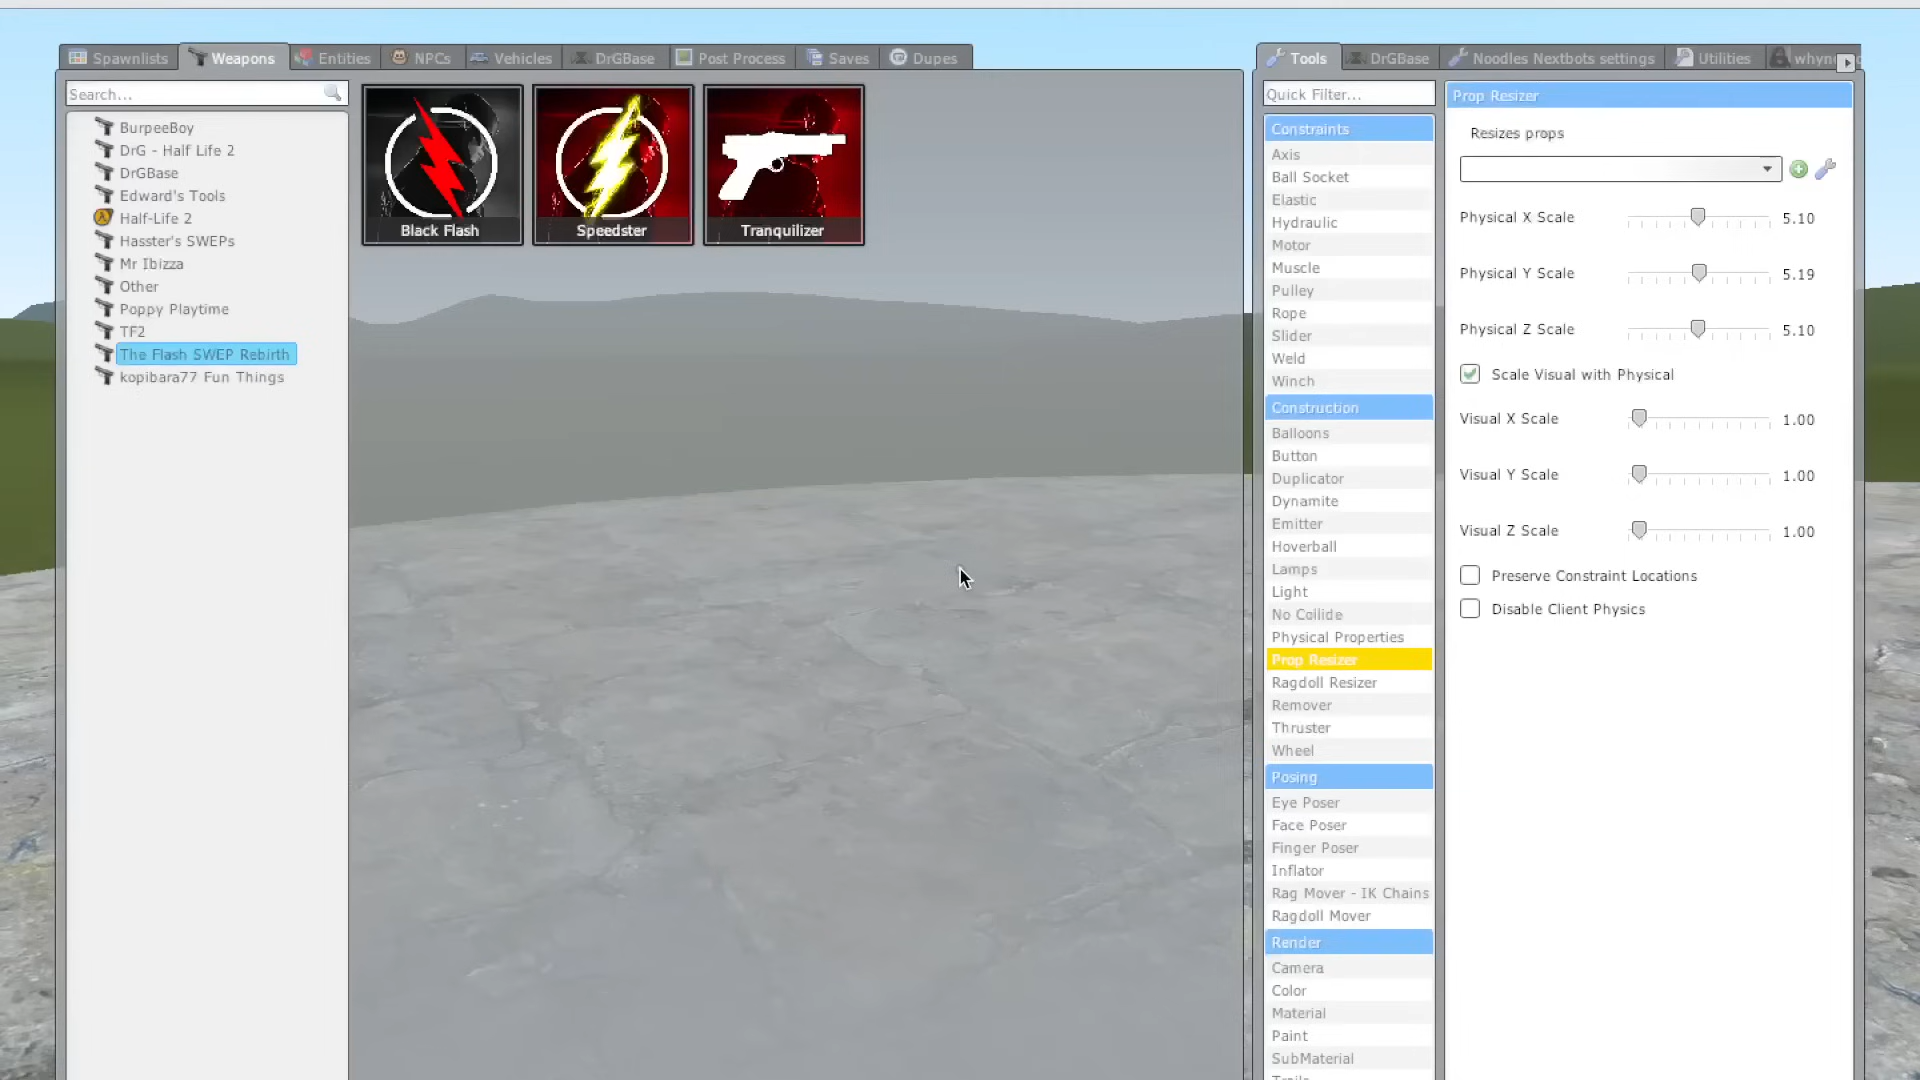 Spawnlists
Weapons
Entities
NPCs
Vehicles
DrGBase
Post Process
Saves
Dupes
Search...
BurpeeBoy
DrG - Half Life 2
DrGBase
Edward's Tools
Half-Life 2
Hasster's SWEPs
Mr Ibizza
Other
Poppy Playtime
TF2
The Flash SWEP Rebirth
kopibara77 Fun Things
Black Flash
Speedster
Tranquilizer
Tools
DrGBase
Noodles Nextbots settings
Utilities
Quick Filter...
Constraints
Axis
Ball Socket
Elastic
Hydraulic
Motor
Muscle
Pulley
Rope
Slider
Weld
Winch
Construction
Balloons
Button
Duplicator
Dynamite
Emitter
Hoverball
Lamps
Light
No Collide
Physical Properties
Prop Resizer
Ragdoll Resizer
Remover
Thruster
Wheel
Posing
Eye Poser
Face Poser
Finger Poser
Inflator
Rag Mover - IK Chains
Ragdoll Mover
Render
Camera
Color
Material
Paint
SubMaterial
Prop Resizer
Resizes props
Physical X Scale 5.10
Physical Y Scale 5.19
Physical Z Scale 5.10
Scale Visual with Physical
Visual X Scale 1.00
Visual Y Scale 1.00
Visual Z Scale 1.00
Preserve Constraint Locations
Disable Client Physics